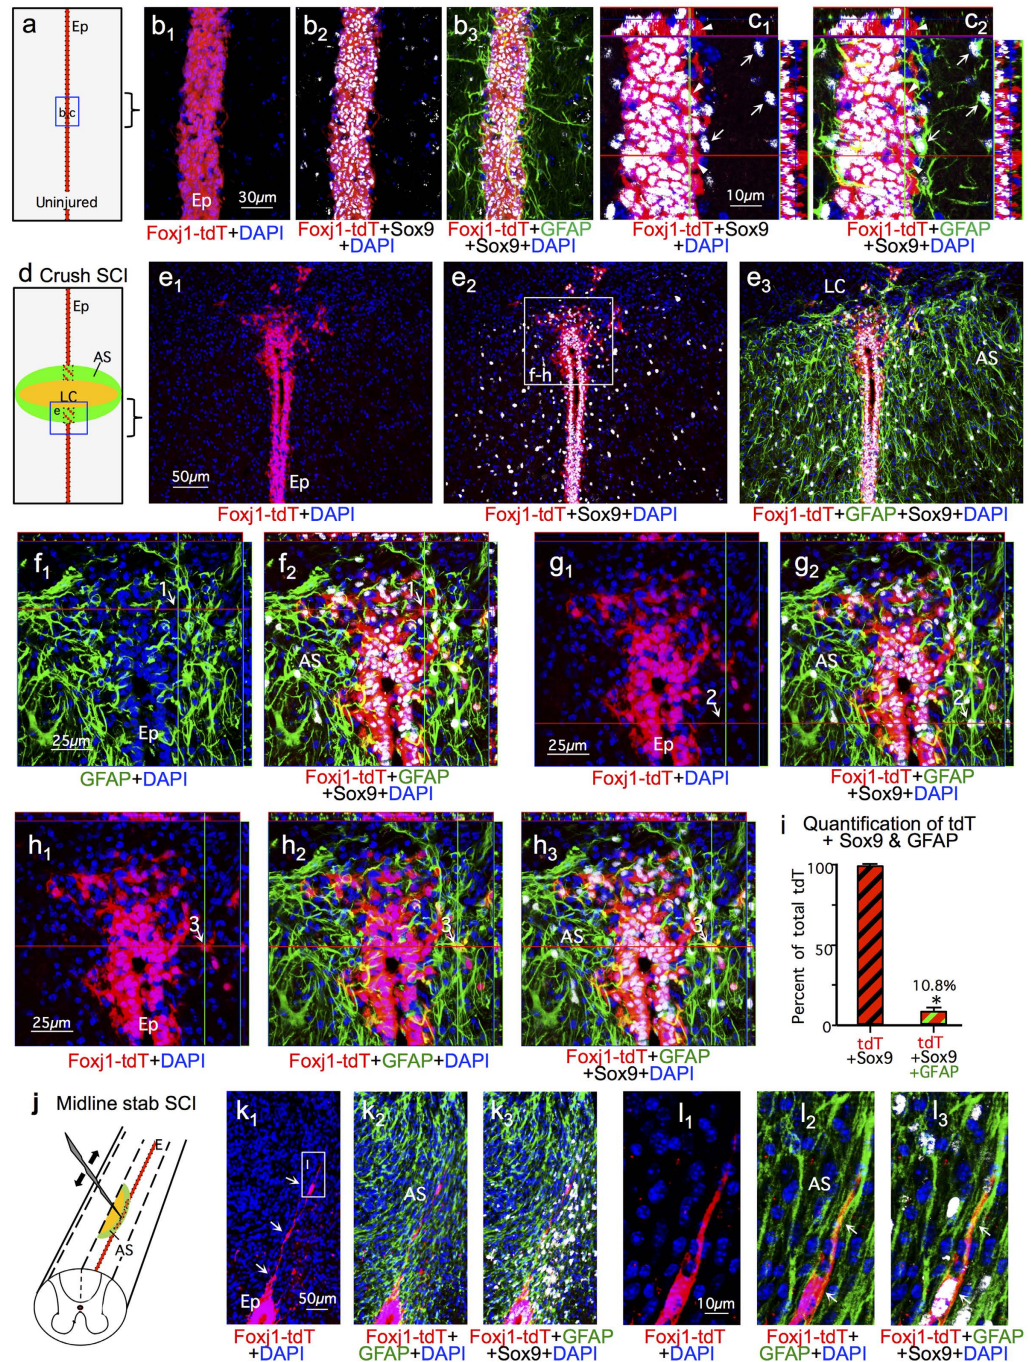 a
Ep
b c
Uninjured
b1
Ep
30µm
Foxj1-tdT+DAPI
b2
Foxj1-tdT+Sox9
+DAPI
b3
Foxj1-tdT+GFAP
+Sox9+DAPI
c1
10µm
Foxj1-tdT+Sox9
+DAPI
c2
Foxj1-tdT+GFAP
+Sox9+DAPI
d Crush SCI
Ep
AS
LC
e
e1
50µm
Ep
Foxj1-tdT+DAPI
e2
f-h
Foxj1-tdT+Sox9+DAPI
e3
LC
AS
Foxj1-tdT+GFAP+Sox9+DAPI
f1
1
Ep
25µm
GFAP+DAPI
f2
1
AS
Foxj1-tdT+GFAP
+Sox9+DAPI
g1
2
Ep
25µm
Foxj1-tdT+DAPI
g2
AS
2
Foxj1-tdT+GFAP
+Sox9+DAPI
h1
3
Ep
25µm
Foxj1-tdT+DAPI
h2
3
Foxj1-tdT+GFAP+DAPI
h3
3
AS
Foxj1-tdT+GFAP
+Sox9+DAPI
i Quantification of tdT
+ Sox9 & GFAP
Percent of total tdT
100
50
0
10.8%
*
tdT
+Sox9
tdT
+Sox9
+GFAP
j Midline stab SCI
E
AS
k1
l
Ep
50µm
Foxj1-tdT
+DAPI
k2
AS
Foxj1-tdT+
GFAP+DAPI
k3
Foxj1-tdT+GFAP
+Sox9+DAPI
l1
10µm
Foxj1-tdT
+DAPI
l2
AS
Foxj1-tdT+
GFAP+DAPI
l3
Foxj1-tdT+GFAP
+Sox9+DAPI